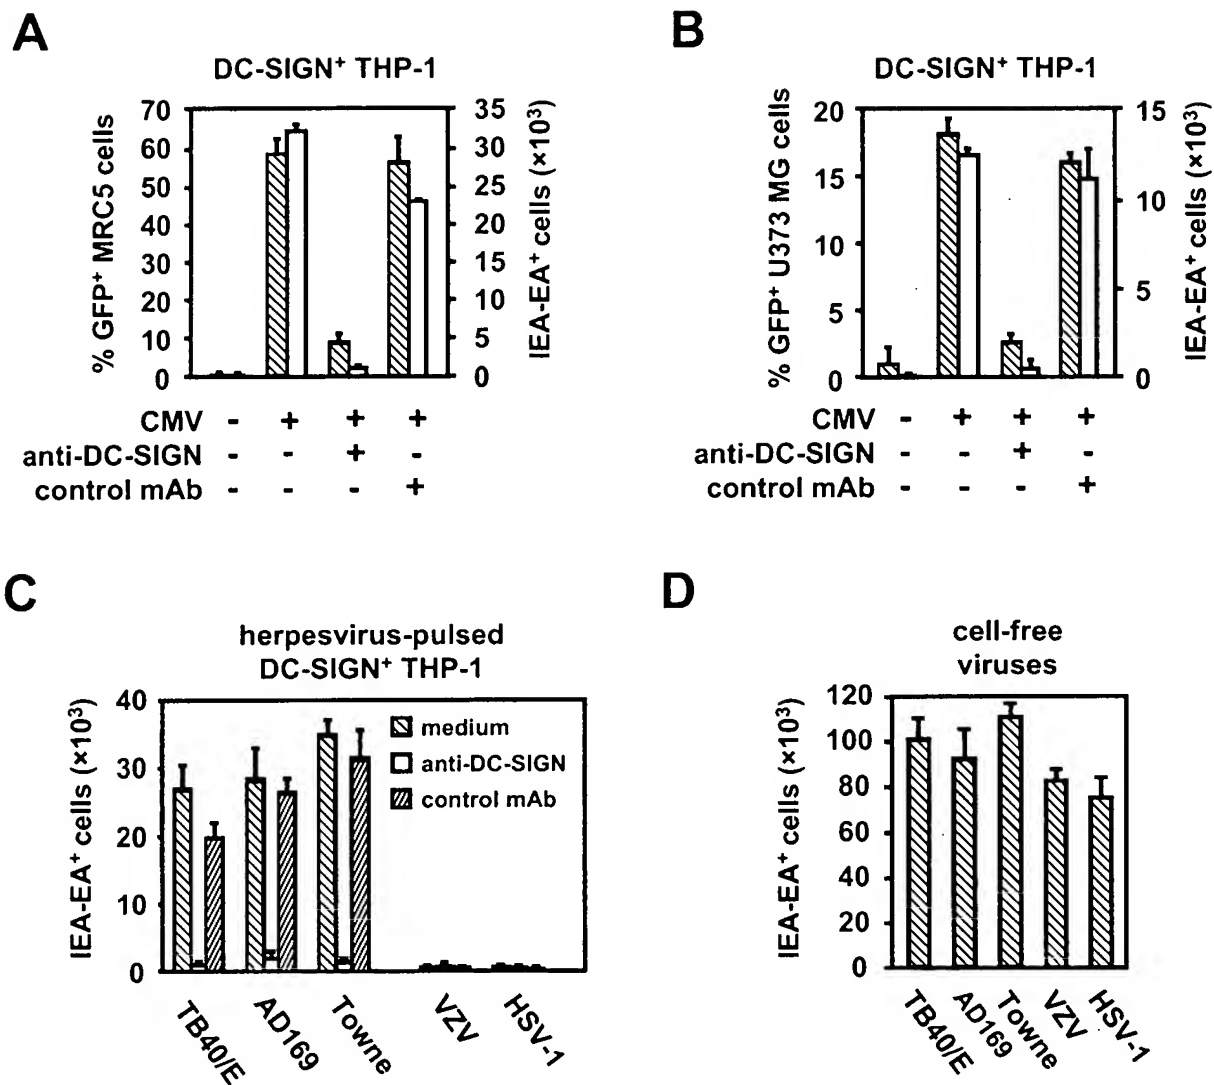 A
DC-SIGN⁺ THP-1
70
60
50
40
30
20
10
0
% GFP⁺ MRC5 cells
35
30
25
20
15
10
5
0
IEA-EA⁺ cells (×10³)
CMV - + + +
anti-DC-SIGN - - + -
control mAb - - - +
B
DC-SIGN⁺ THP-1
20
15
10
5
0
% GFP⁺ U373 MG cells
15
10
5
0
IEA-EA⁺ cells (×10³)
CMV - + + +
anti-DC-SIGN - - + -
control mAb - - - +
C
herpesvirus-pulsed
DC-SIGN⁺ THP-1
40
30
20
10
0
IEA-EA⁺ cells (×10³)
medium
anti-DC-SIGN
control mAb
TB40/E
AD169
Towne
VZV
HSV-1
D
cell-free
viruses
120
100
80
60
40
20
0
IEA-EA⁺ cells (×10³)
TB40/E
AD169
Towne
VZV
HSV-1